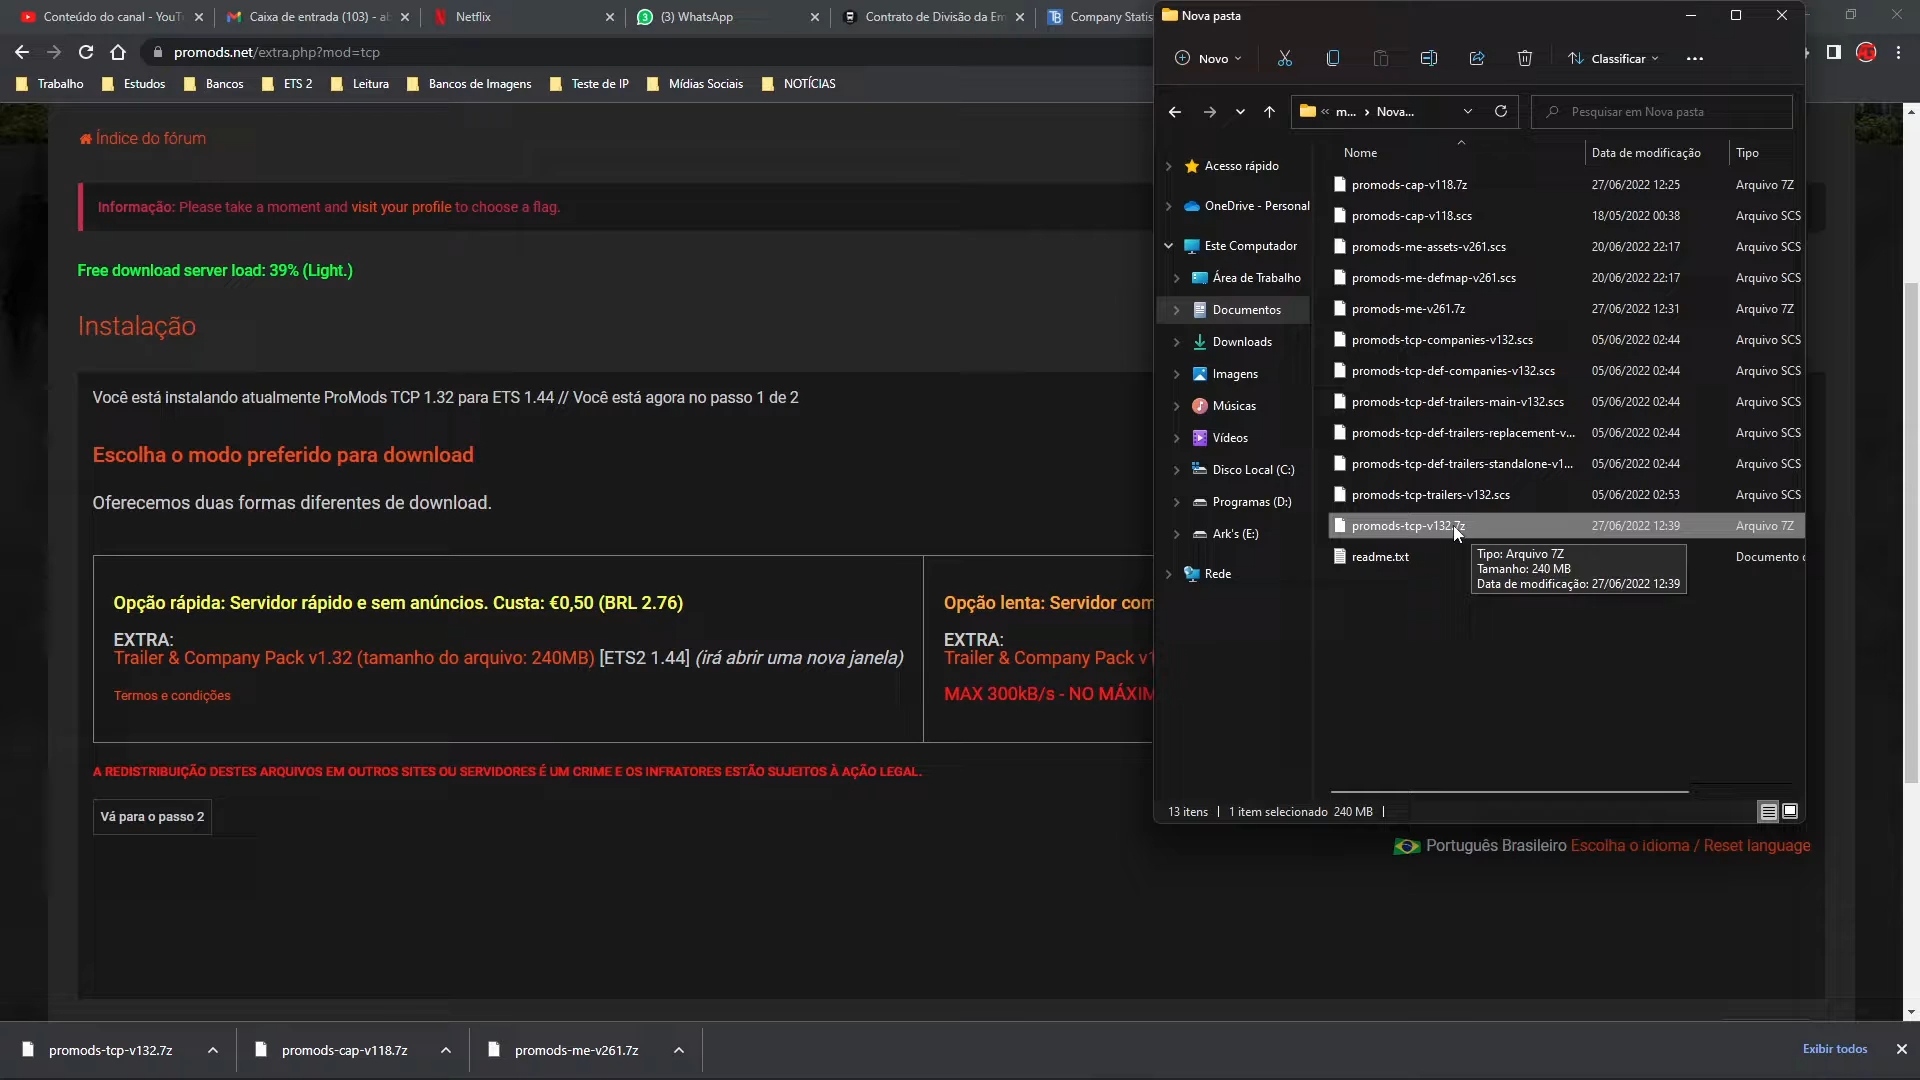 Conteúdo do canal - YouT
Caixa de entrada (103) - a
Netflix
(3) WhatsApp
Contrato de Divisão da Em
Company Statis
promods.net/extra.php?mod=tcp
Trabalho
Estudos
Bancos
ETS 2
Leitura
Bancos de Imagens
Teste de IP
Mídias Sociais
NOTÍCIAS
Índice do fórum
Informação: Please take a moment and visit your profile to choose a flag.
Free download server load: 39% (Light.)
Instalação
Você está instalando atualmente ProMods TCP 1.32 para ETS 1.44 // Você está agora no passo 1 de 2
Escolha o modo preferido para download
Oferecemos duas formas diferentes de download.
Opção rápida: Servidor rápido e sem anúncios. Custa: €0,50 (BRL 2.76)
EXTRA:
Trailer & Company Pack v1.32 (tamanho do arquivo: 240MB) [ETS2 1.44] (irá abrir uma nova janela)
Termos e condições
Opção lenta: Servidor com
EXTRA:
Trailer & Company Pack v1
MAX 300kB/s - NO MÁXIM
A REDISTRIBUIÇÃO DESTES ARQUIVOS EM OUTROS SITES OU SERVIDORES É UM CRIME E OS INFRATORES ESTÃO SUJEITOS À AÇÃO LEGAL.
Vá para o passo 2
Português Brasileiro Escolha o idioma / Reset language
Nova pasta
Novo
Classificar
« m... › Nova...
Pesquisar em Nova pasta
Acesso rápido
OneDrive - Personal
Este Computador
Área de Trabalho
Documentos
Downloads
Imagens
Músicas
Vídeos
Disco Local (C:)
Programas (D:)
Ark's (E:)
Rede
Nome Data de modificação Tipo
promods-cap-v118.7z 27/06/2022 12:25 Arquivo 7Z
promods-cap-v118.scs 18/05/2022 00:38 Arquivo SCS
promods-me-assets-v261.scs 20/06/2022 22:17 Arquivo SCS
promods-me-defmap-v261.scs 20/06/2022 22:17 Arquivo SCS
promods-me-v261.7z 27/06/2022 12:31 Arquivo 7Z
promods-tcp-companies-v132.scs 05/06/2022 02:44 Arquivo SCS
promods-tcp-def-companies-v132.scs 05/06/2022 02:44 Arquivo SCS
promods-tcp-def-trailers-main-v132.scs 05/06/2022 02:44 Arquivo SCS
promods-tcp-def-trailers-replacement-v... 05/06/2022 02:44 Arquivo SCS
promods-tcp-def-trailers-standalone-v1... 05/06/2022 02:44 Arquivo SCS
promods-tcp-trailers-v132.scs 05/06/2022 02:53 Arquivo SCS
promods-tcp-v132.7z 27/06/2022 12:39 Arquivo 7Z
readme.txt Documento
Tipo: Arquivo 7Z
Tamanho: 240 MB
Data de modificação: 27/06/2022 12:39
13 itens 1 item selecionado 240 MB
promods-tcp-v132.7z
promods-cap-v118.7z
promods-me-v261.7z
Exibir todos